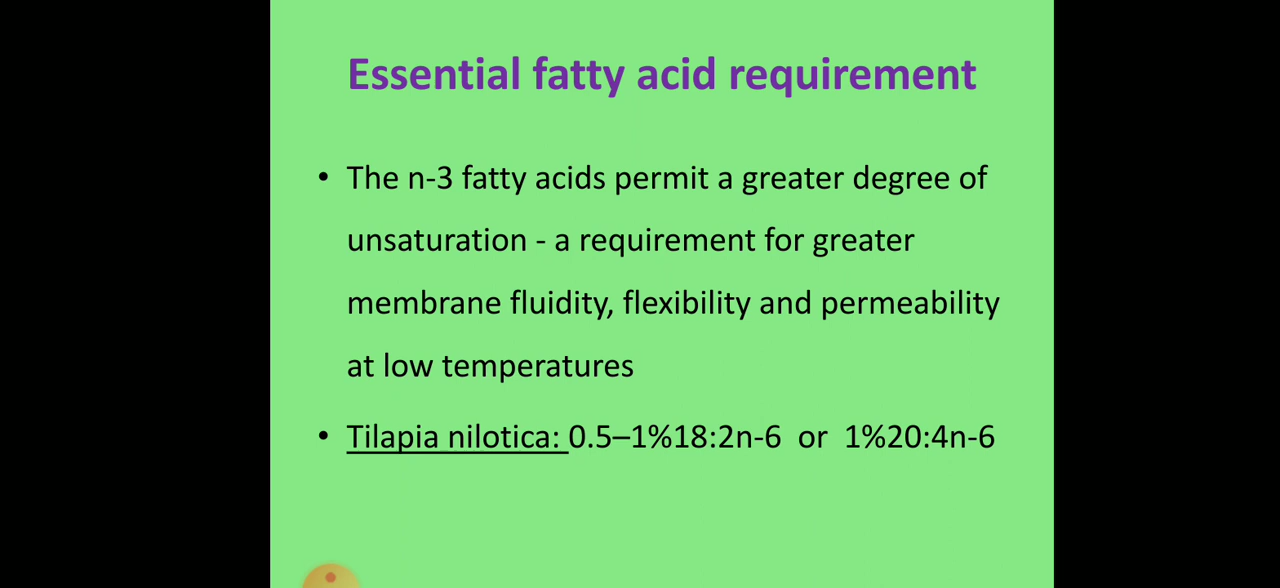 Essential fatty acid requirement
• The n-3 fatty acids permit a greater degree of
unsaturation - a requirement for greater
membrane fluidity, flexibility and permeability
at low temperatures
• Tilapia nilotica: 0.5–1%18:2n-6 or 1%20:4n-6